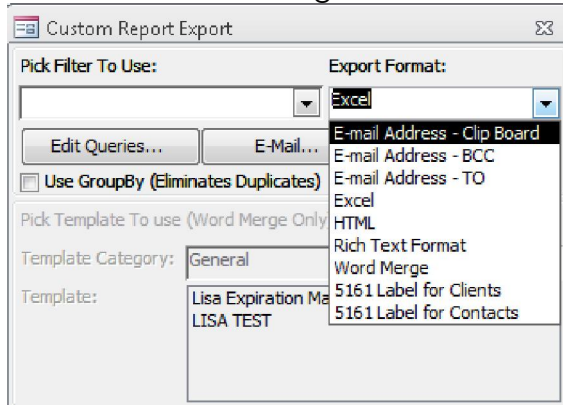 Custom Report Export
Pick Filter To Use:
Export Format:
Excel
Edit Queries...
E-Mail...
E-mail Address - Clip Board
E-mail Address - BCC
E-mail Address - TO
Excel
HTML
Rich Text Format
Word Merge
5161 Label for Clients
5161 Label for Contacts
Use GroupBy (Eliminates Duplicates)
Pick Template To use (Word Merge Only
Template Category:
General
Template:
Lisa Expiration Ma
LISA TEST